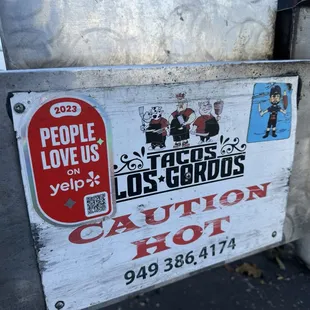 2023
PEOPLE
LOVE US
ON
yelp
TACOS
LOS GORDOS
CAUTION
HOT
949 386.4174